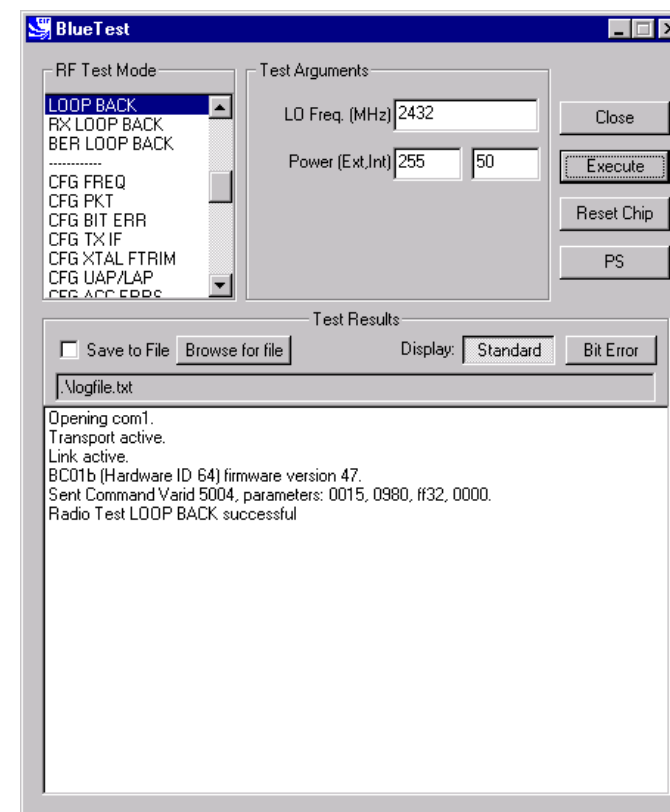 BlueTest
RF Test Mode
LOOP BACK
RX LOOP BACK
BER LOOP BACK
------------
CFG FREQ
CFG PKT
CFG BIT ERR
CFG TX IF
CFG XTAL FTRIM
CFG UAP/LAP
CFG ACC ERRS
Test Arguments
LO Freq. (MHz) 2432
Power (Ext,Int) 255 50
Close
Execute
Reset Chip
PS
Test Results
Save to File Browse for file Display: Standard Bit Error
.\logfile.txt
Opening com1.
Transport active.
Link active.
BC01b (Hardware ID 64) firmware version 47.
Sent Command Varid 5004, parameters: 0015, 0980, ff32, 0000.
Radio Test LOOP BACK successful